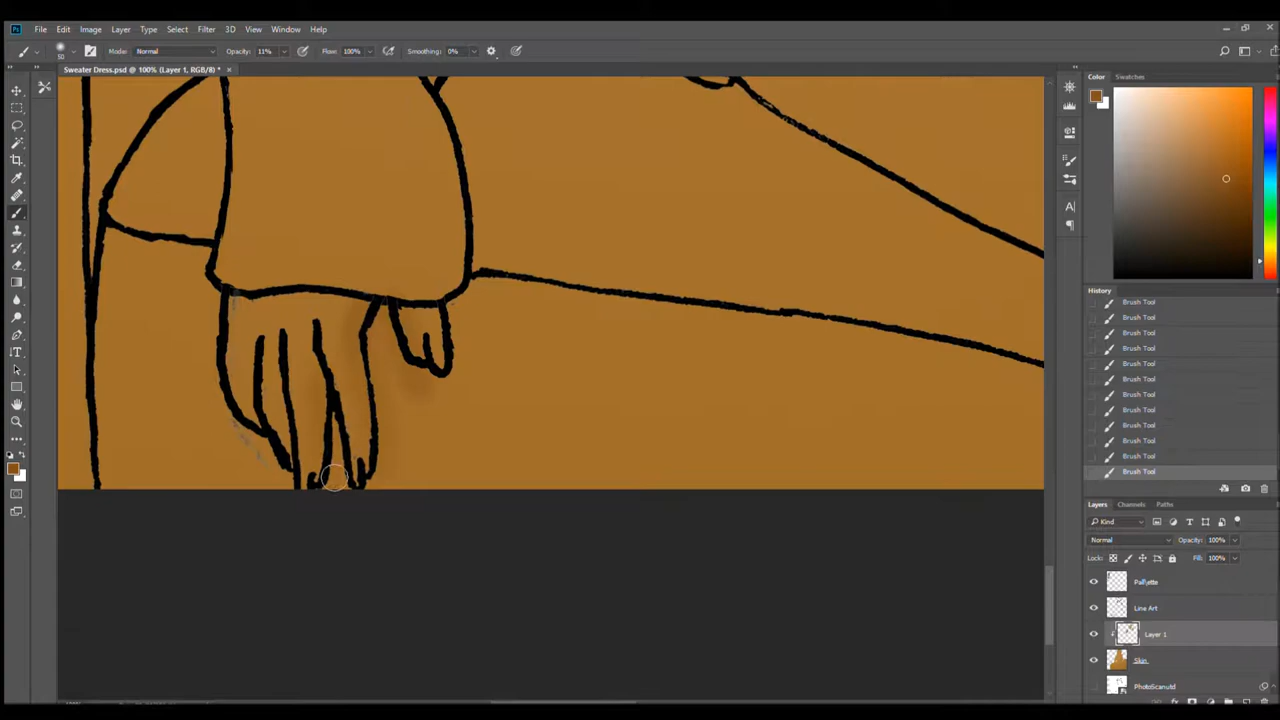 Ps File Edit Image Layer Type Select Filter 3D View Window Help
50 Mode: Normal Opacity: 11% Flow: 100% Smoothing: 0%
Sweater Dress.psd @ 100% (Layer 1, RGB/8) *
Color Swatches
History
Brush Tool
Brush Tool
Brush Tool
Brush Tool
Brush Tool
Brush Tool
Brush Tool
Brush Tool
Brush Tool
Brush Tool
Brush Tool
Brush Tool
Layers Channels Paths
Kind
Normal Opacity: 100%
Lock: Fill: 100%
Line Art
Layer 1
Skin